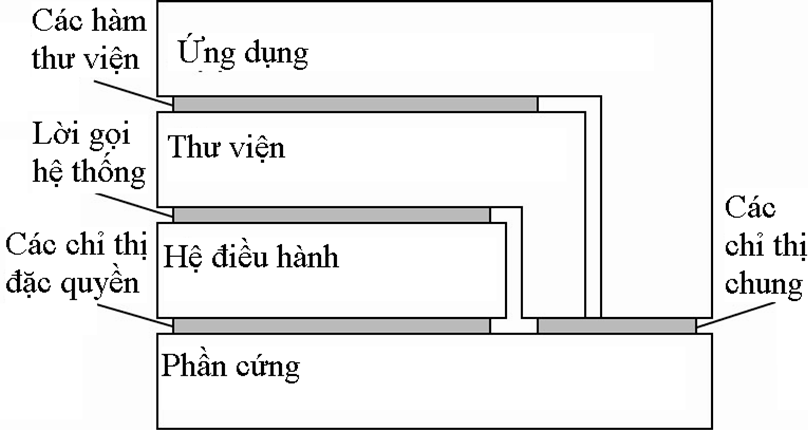 Các hàm
thư viện
Ứng dụng
Lời gọi
hệ thống
Thư viện
Các chỉ thị
đặc quyền
Hệ điều hành
Các
chỉ thị
chung
Phần cứng